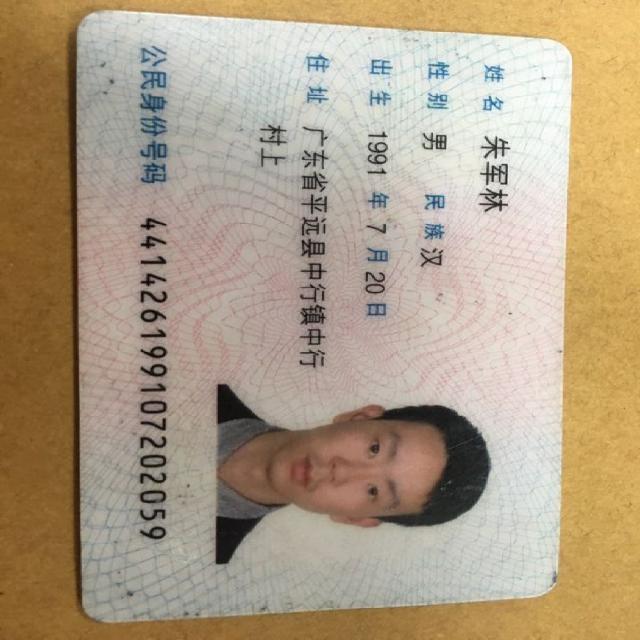 姓名 朱军林
性别 男 民族 汉
出生 1991 年 7 月 20 日
住址 广东省平远县中行镇中行
村上
公民身份号码 441426199107202059